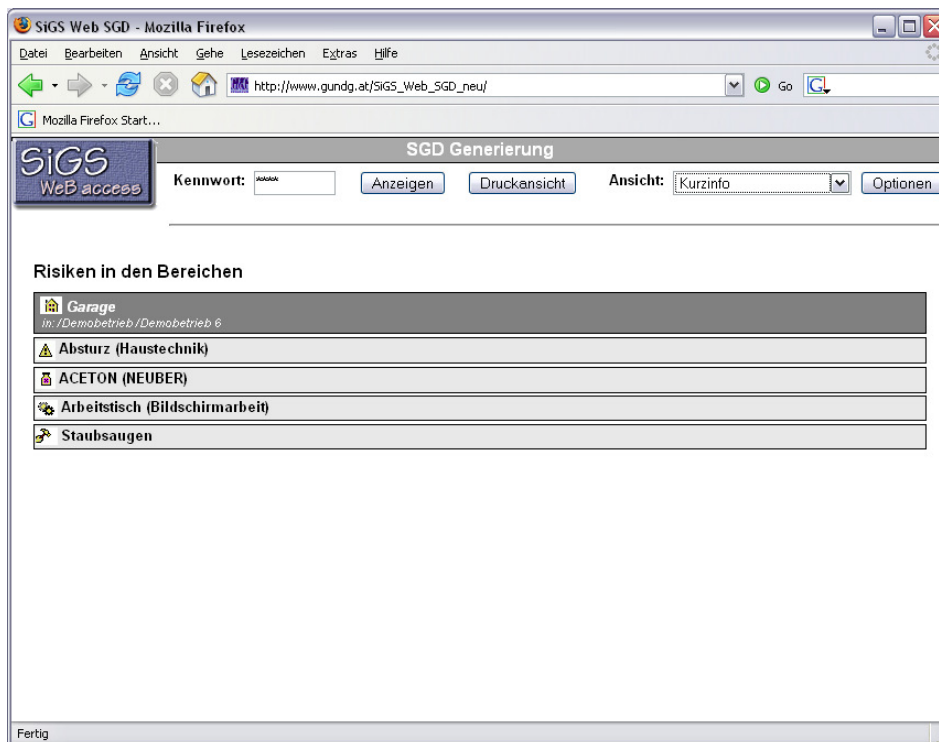 SiGS Web SGD - Mozilla Firefox
Datei Bearbeiten Ansicht Gehe Lesezeichen Extras Hilfe
http://www.gundg.at/SiGS_Web_SGD_neu/ Go
Mozilla Firefox Start...
SiGS
WeB access
SGD Generierung
Kennwort: ***** Anzeigen Druckansicht Ansicht: Kurzinfo Optionen
Risiken in den Bereichen
Garage
in: /Demobetrieb /Demobetrieb 6
Absturz (Haustechnik)
ACETON (NEUBER)
Arbeitstisch (Bildschirmarbeit)
Staubsaugen
Fertig